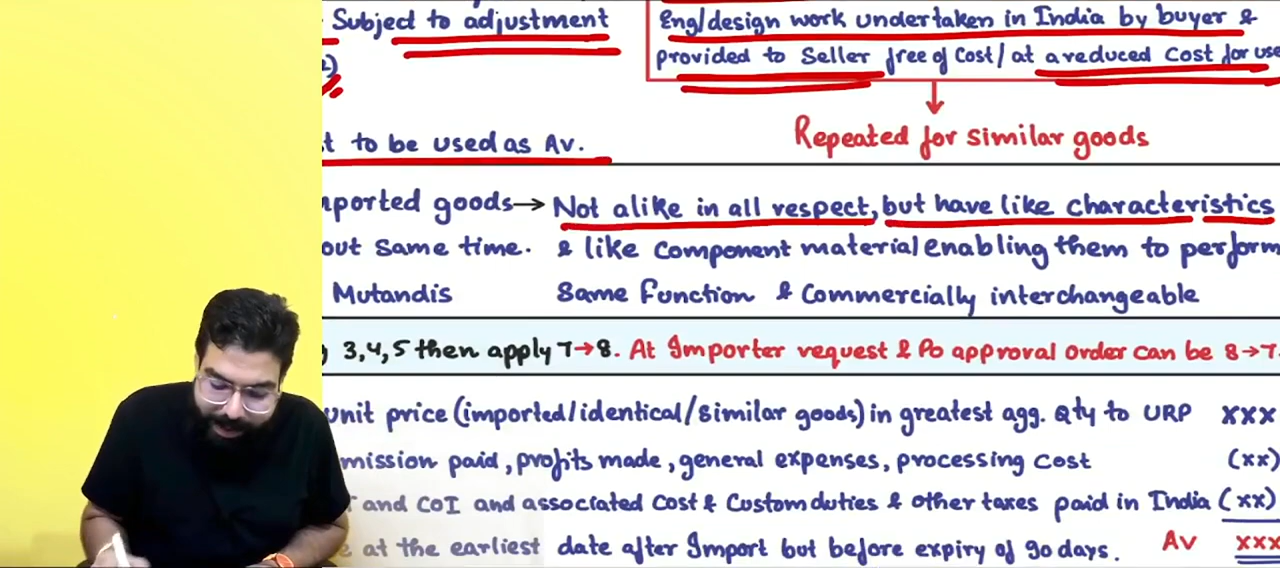 Subject to adjustment
Eng/design work undertaken in India by buyer &
provided to Seller free of Cost/ at a reduced Cost for use
t to be used as Av.
Repeated for similar goods
ported goods → Not alike in all respect, but have like characteristics
out Same time. & like Component material enabling them to perform
Mutandis Same Function & Commercially interchangeable
3,4,5 then apply 7→8. At Importer request & Po approval order can be 8→7.
unit price (imported/identical/similar goods) in greatest agg. Qty to URP xxx
mission paid, profits made, general expenses, processing Cost (xx)
T and COI and associated Cost & Custom duties & other taxes paid in India (xx)
e at the earliest date after Import but before expiry of 90 days. Av xxx